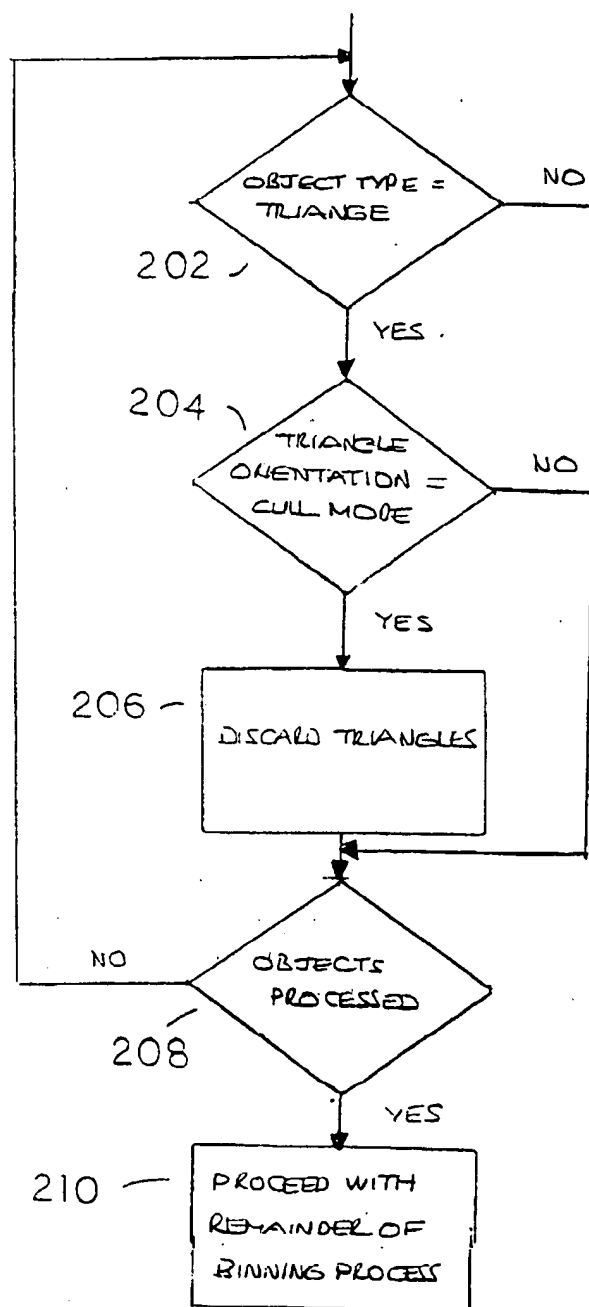 OBJECT TYPE =
TRIANGE
NO
202
YES
204
TRIANGLE
ORIENTATION =
CULL MODE
NO
YES
206
DISCARD TRIANGLES
NO
OBJECTS
PROCESSED
208
YES
210
PROCEED WITH
REMAINDER OF
BINNING PROCESS